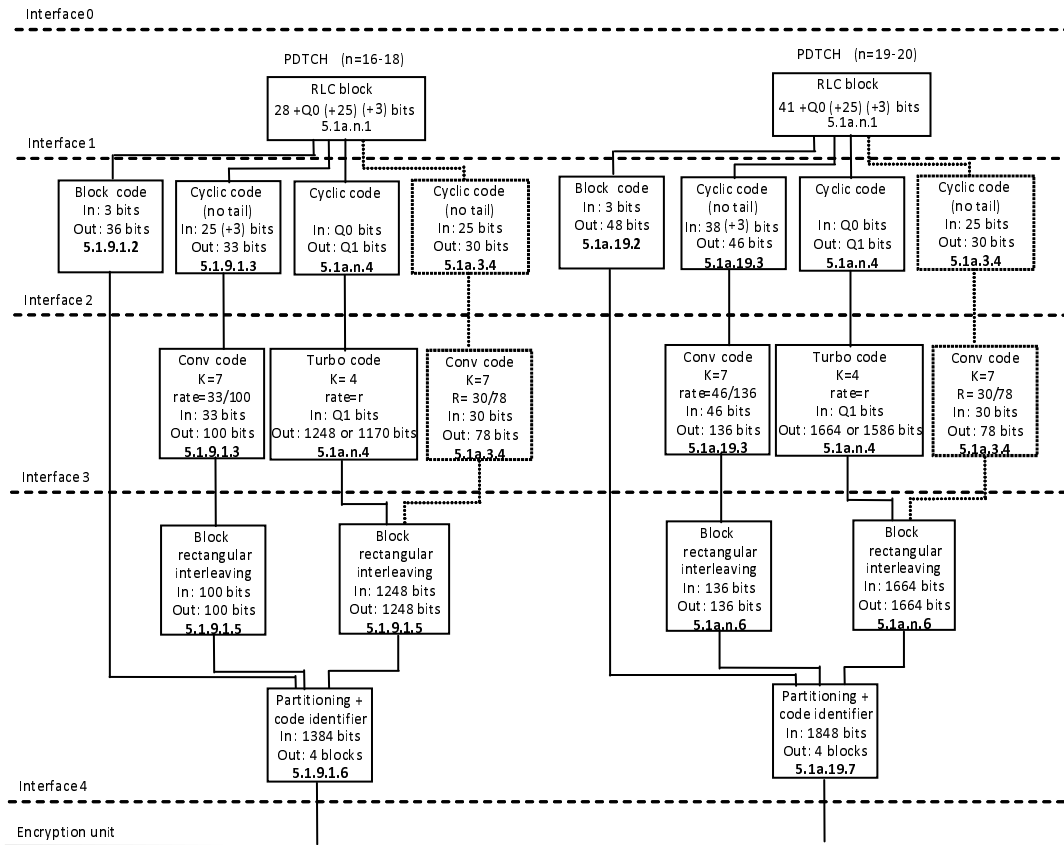 Interface 0
PDTCH (n=16-18)
RLC block
28 +Q0 (+25) (+3) bits
5.1a.n.1
PDTCH (n=19-20)
RLC block
41 +Q0 (+25) (+3) bits
5.1a.n.1
Interface 1
Block code
In: 3 bits
Out: 36 bits
5.1.9.1.2
Cyclic code
(no tail)
In: 25 (+3) bits
Out: 33 bits
5.1.9.1.3
Cyclic code
In: Q0 bits
Out: Q1 bits
5.1a.n.4
Cyclic code
(no tail)
In: 25 bits
Out: 30 bits
5.1a.3.4
Block code
In: 3 bits
Out: 48 bits
5.1.a.19.2
Cyclic code
(no tail)
In: 38 (+3) bits
Out: 46 bits
5.1a.19.3
Cyclic code
In: Q0 bits
Out: Q1 bits
5.1a.n.4
Cyclic code
(no tail)
In: 25 bits
Out: 30 bits
5.1a.3.4
Interface 2
Conv code
K=7
rate=33/100
In: 33 bits
Out: 100 bits
5.1.9.1.3
Turbo code
K= 4
rate=r
In: Q1 bits
Out: 1248 or 1170 bits
5.1a.n.4
Conv code
K=7
R= 30/78
In: 30 bits
Out: 78 bits
5.1a.3.4
Conv code
K=7
rate=46/136
In: 46 bits
Out: 136 bits
5.1a.19.3
Turbo code
K=4
rate=r
In: Q1 bits
Out: 1664 or 1586 bits
5.1a.n.4
Conv code
K=7
R= 30/78
In: 30 bits
Out: 78 bits
5.1a.3.4
Interface 3
Block
rectangular
interleaving
In: 100 bits
Out: 100 bits
5.1.9.1.5
Block
rectangular
interleaving
In: 1248 bits
Out: 1248 bits
5.1.9.1.5
Block
rectangular
interleaving
In: 136 bits
Out: 136 bits
5.1a.n.6
Block
rectangular
interleaving
In: 1664 bits
Out: 1664 bits
5.1a.n.6
Partitioning +
code identifier
In: 1384 bits
Out: 4 blocks
5.1.9.1.6
Partitioning +
code identifier
In: 1848 bits
Out: 4 blocks
5.1a.19.7
Interface 4
Encryption unit